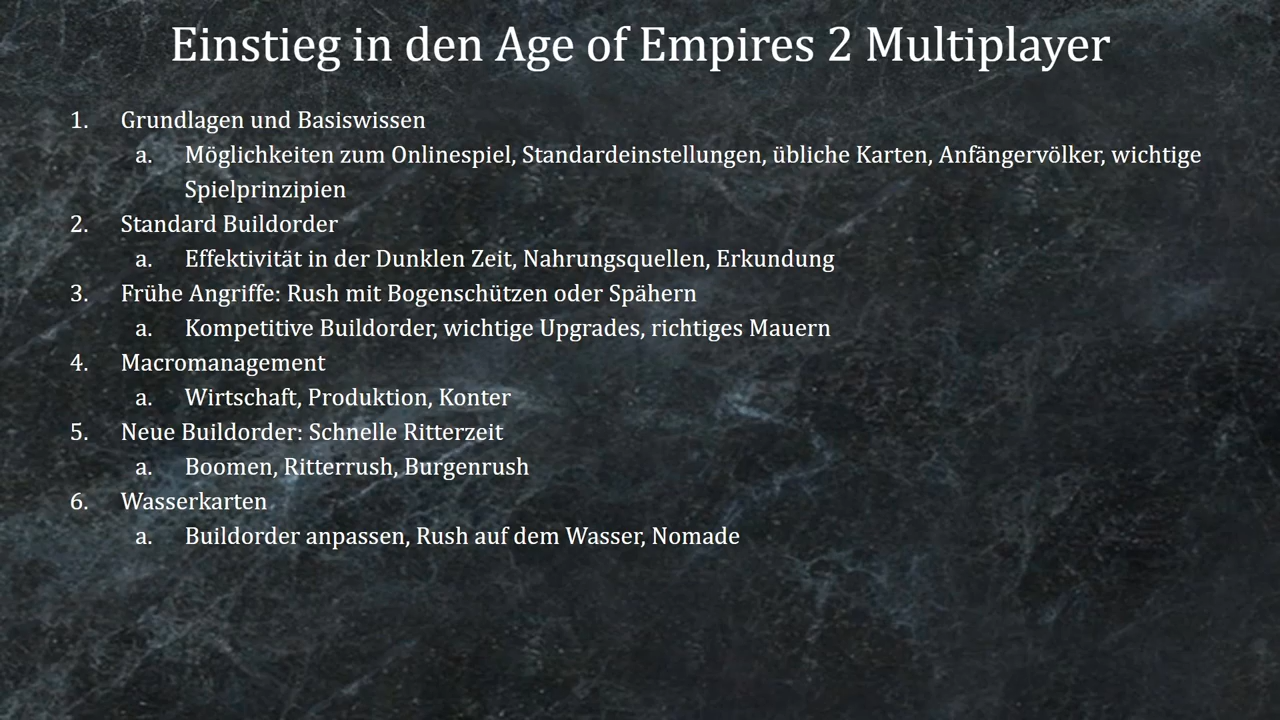 Einstieg in den Age of Empires 2 Multiplayer
1. Grundlagen und Basiswissen
a. Möglichkeiten zum Onlinespiel, Standardeinstellungen, übliche Karten, Anfängervölker, wichtige
Spielprinzipien
2. Standard Buildorder
a. Effektivität in der Dunklen Zeit, Nahrungsquellen, Erkundung
3. Frühe Angriffe: Rush mit Bogenschützen oder Spähern
a. Kompetitive Buildorder, wichtige Upgrades, richtiges Mauern
4. Macromanagement
a. Wirtschaft, Produktion, Konter
5. Neue Buildorder: Schnelle Ritterzeit
a. Boomen, Ritterrush, Burgenrush
6. Wasserkarten
a. Buildorder anpassen, Rush auf dem Wasser, Nomade